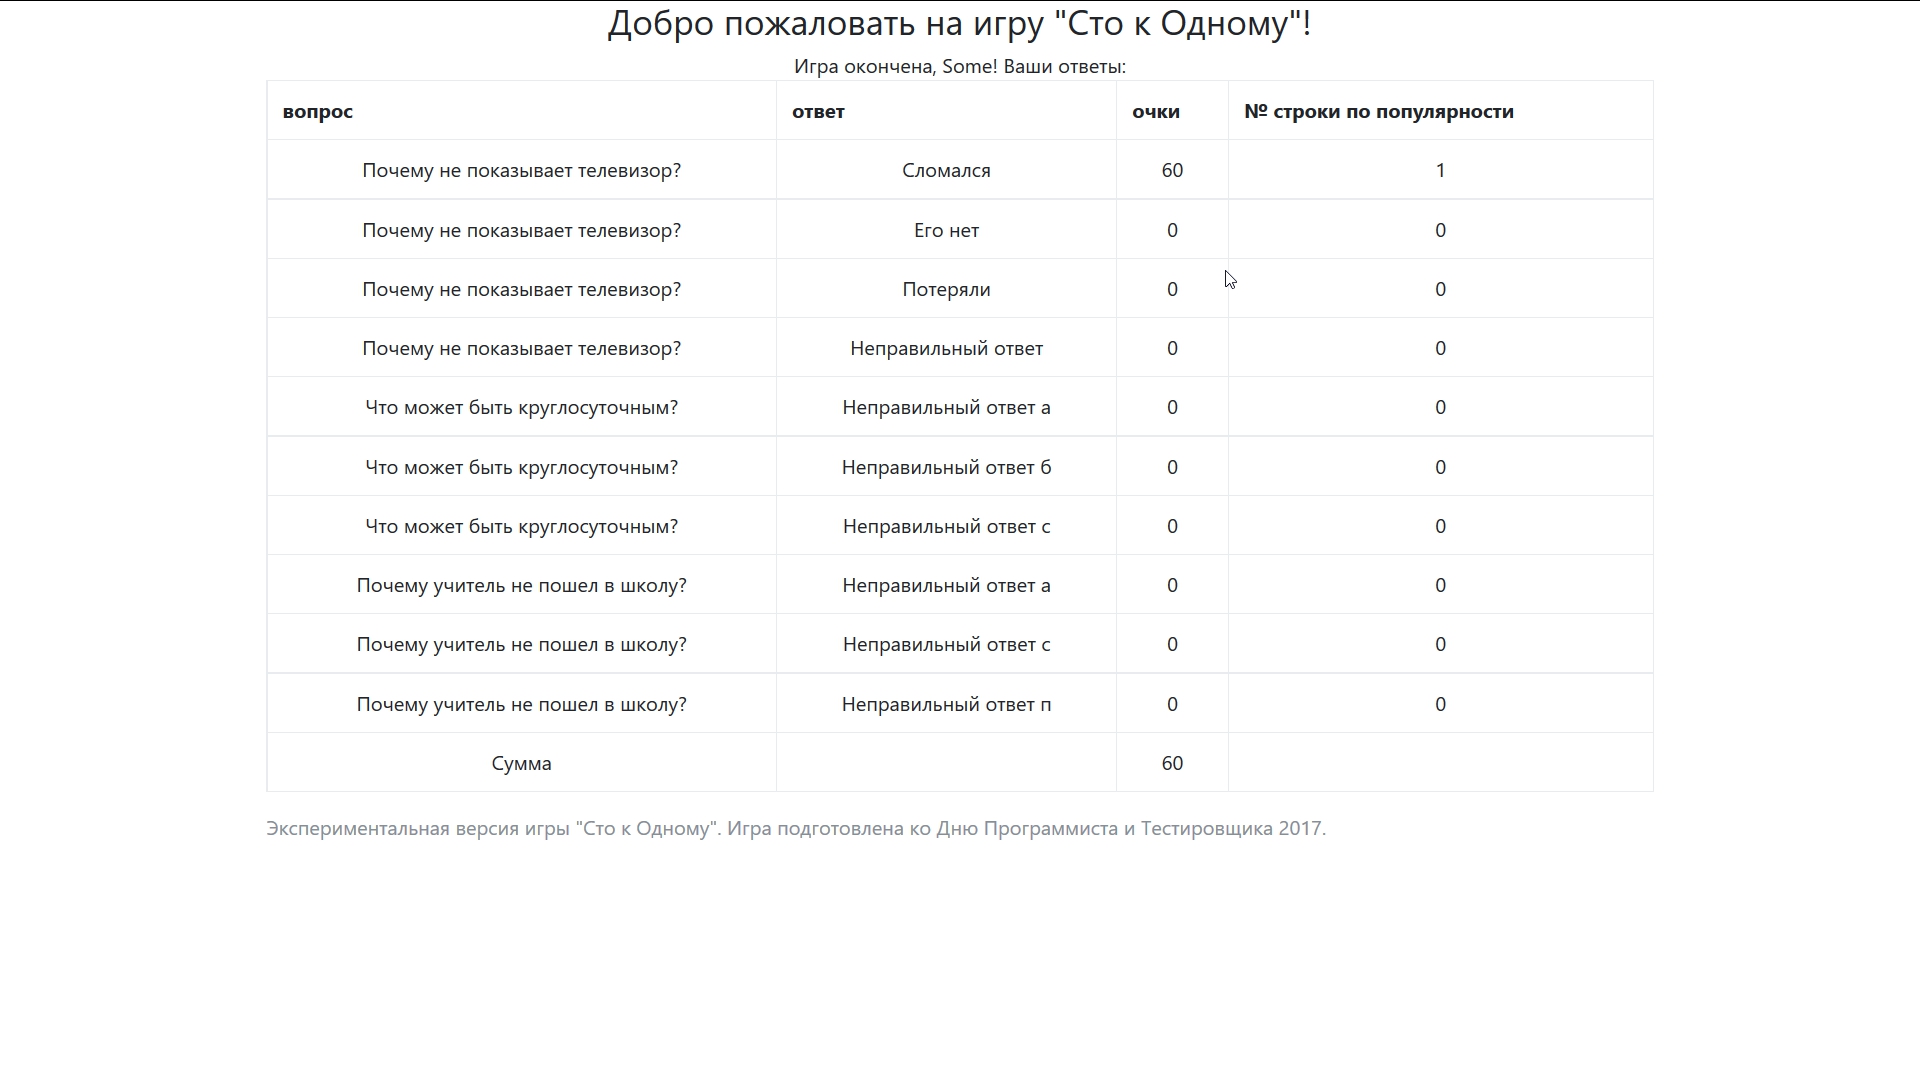 Добро пожаловать на игру "Сто к Одному"!
Игра окончена, Some! Ваши ответы:
вопрос ответ очки № строки по популярности
Почему не показывает телевизор? Сломался 60 1
Почему не показывает телевизор? Его нет 0 0
Почему не показывает телевизор? Потеряли 0 0
Почему не показывает телевизор? Неправильный ответ 0 0
Что может быть круглосуточным? Неправильный ответ а 0 0
Что может быть круглосуточным? Неправильный ответ б 0 0
Что может быть круглосуточным? Неправильный ответ с 0 0
Почему учитель не пошел в школу? Неправильный ответ а 0 0
Почему учитель не пошел в школу? Неправильный ответ с 0 0
Почему учитель не пошел в школу? Неправильный ответ п 0 0
Сумма 60
Экспериментальная версия игры "Сто к Одному". Игра подготовлена ко Дню Программиста и Тестировщика 2017.